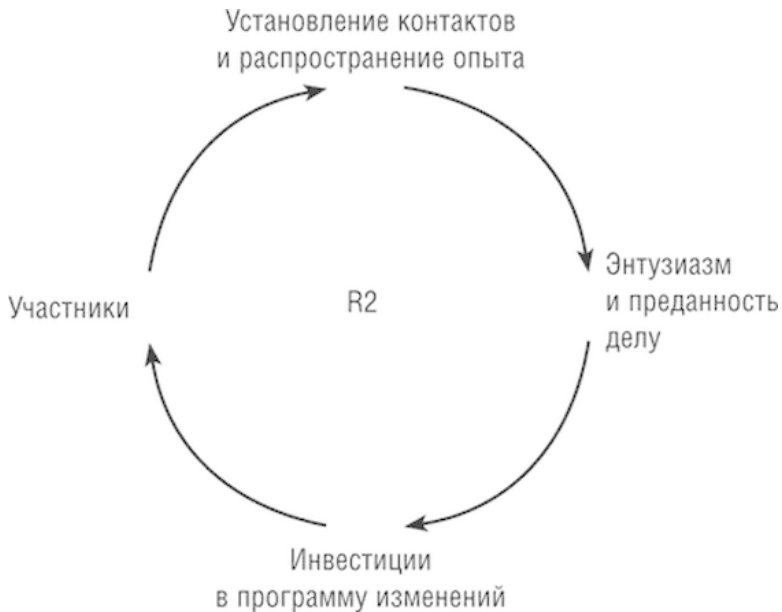 Установление контактов
и распространение опыта
Энтузиазм
и преданность
делу
Участники
R2
Инвестиции
в программу изменений